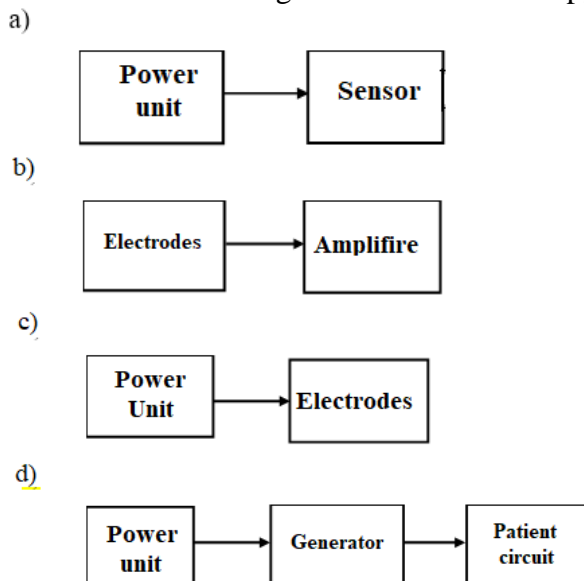 a)
Power
unit
Sensor
b)
Electrodes
Amplifire
c)
Power
Unit
Electrodes
d)
Power
unit
Generator
Patient
circuit